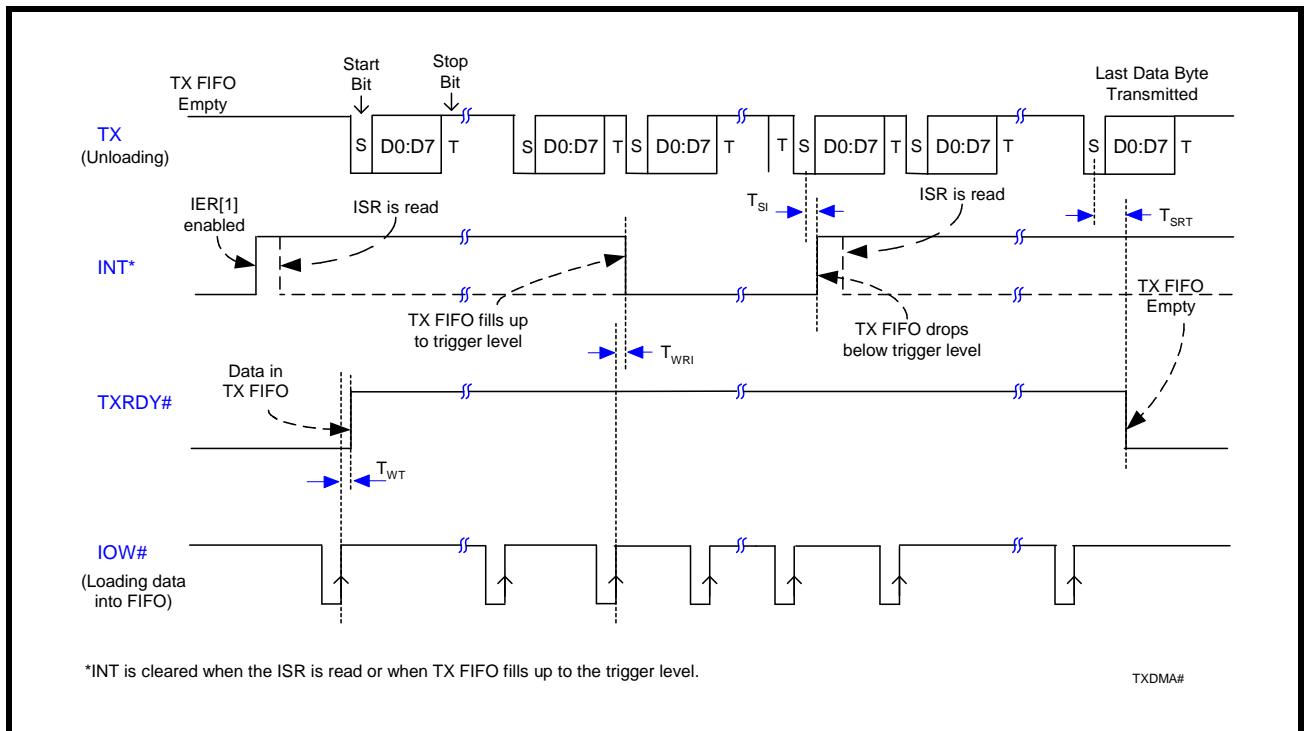 TX FIFO
Empty
Start
Bit
Stop
Bit
Last Data Byte
Transmitted
TX
(Unloading)
S D0:D7 T S D0:D7 T S D0:D7 T T S D0:D7 T S D0:D7 T S D0:D7 T
IER[1]
enabled
ISR is read
TSI
ISR is read
TSRT
INT*
TX FIFO fills up
to trigger level
TX FIFO drops
below trigger level
TX FIFO
Empty
TWRI
Data in
TX FIFO
TXRDY#
TWT
IOW#
(Loading data
into FIFO)
*INT is cleared when the ISR is read or when TX FIFO fills up to the trigger level.
TXDMA#